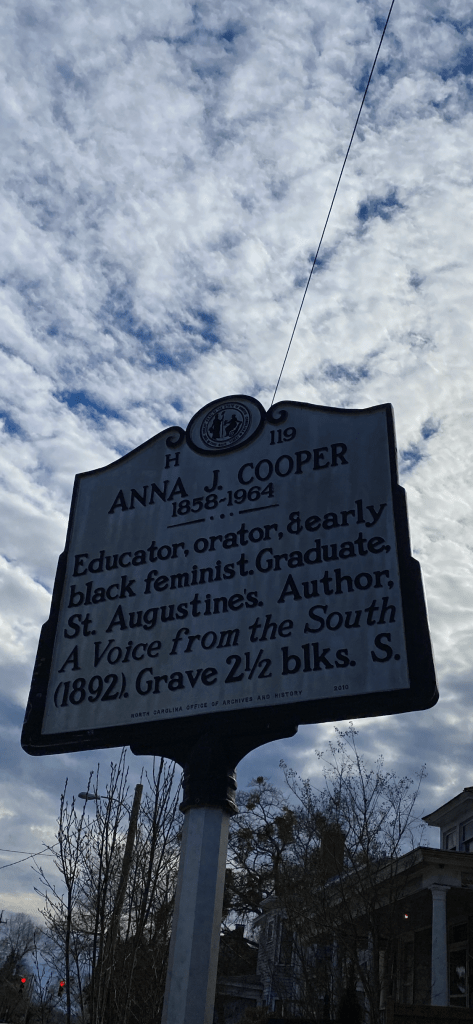 H 119
ANNA J. COOPER
1858-1964
Educator, orator, & early
black feminist. Graduate,
St. Augustine's. Author,
A Voice from the South
(1892). Grave 2½ blks. S.
NORTH CAROLINA OFFICE OF ARCHIVES AND HISTORY